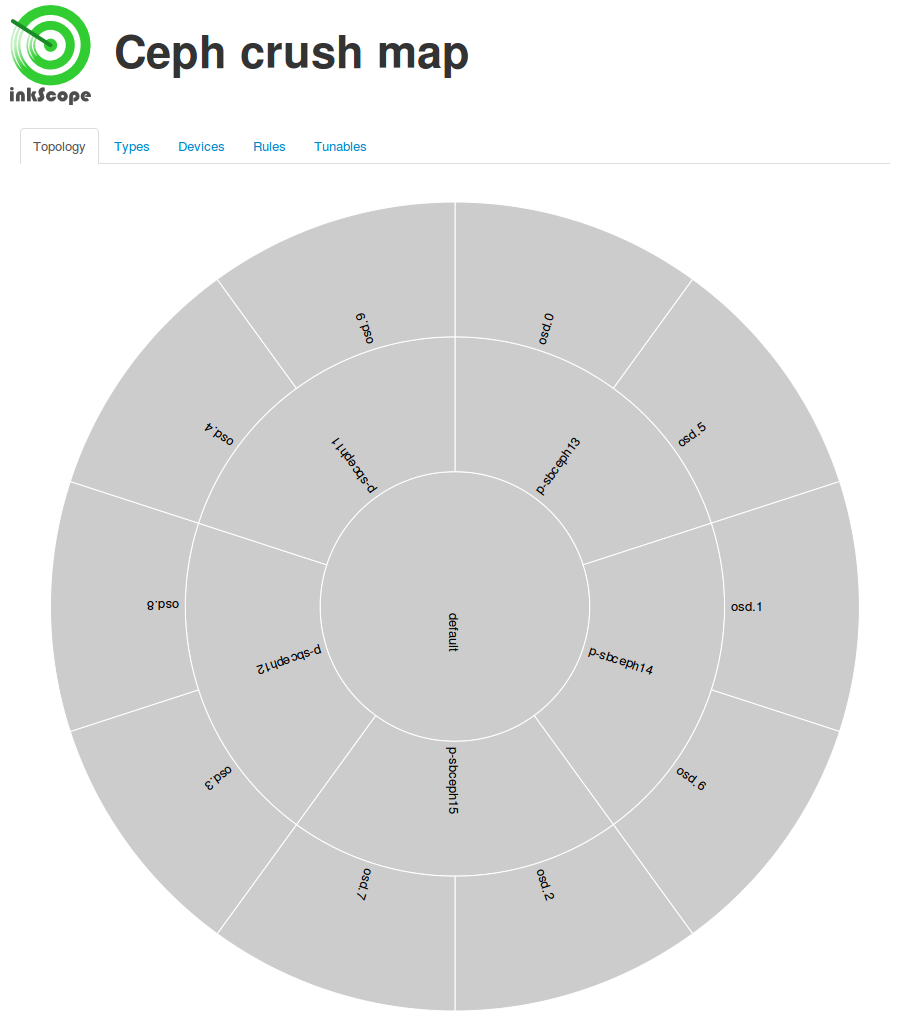 inkScope
Ceph crush map
Topology
Types
Devices
Rules
Tunables
osd.9
osd.0
osd.4
p-sbceph11
p-sbceph13
osd.5
osd.8
p-sbceph12
default
p-sbceph14
osd.1
osd.3
p-sbceph15
osd.6
osd.7
osd.2